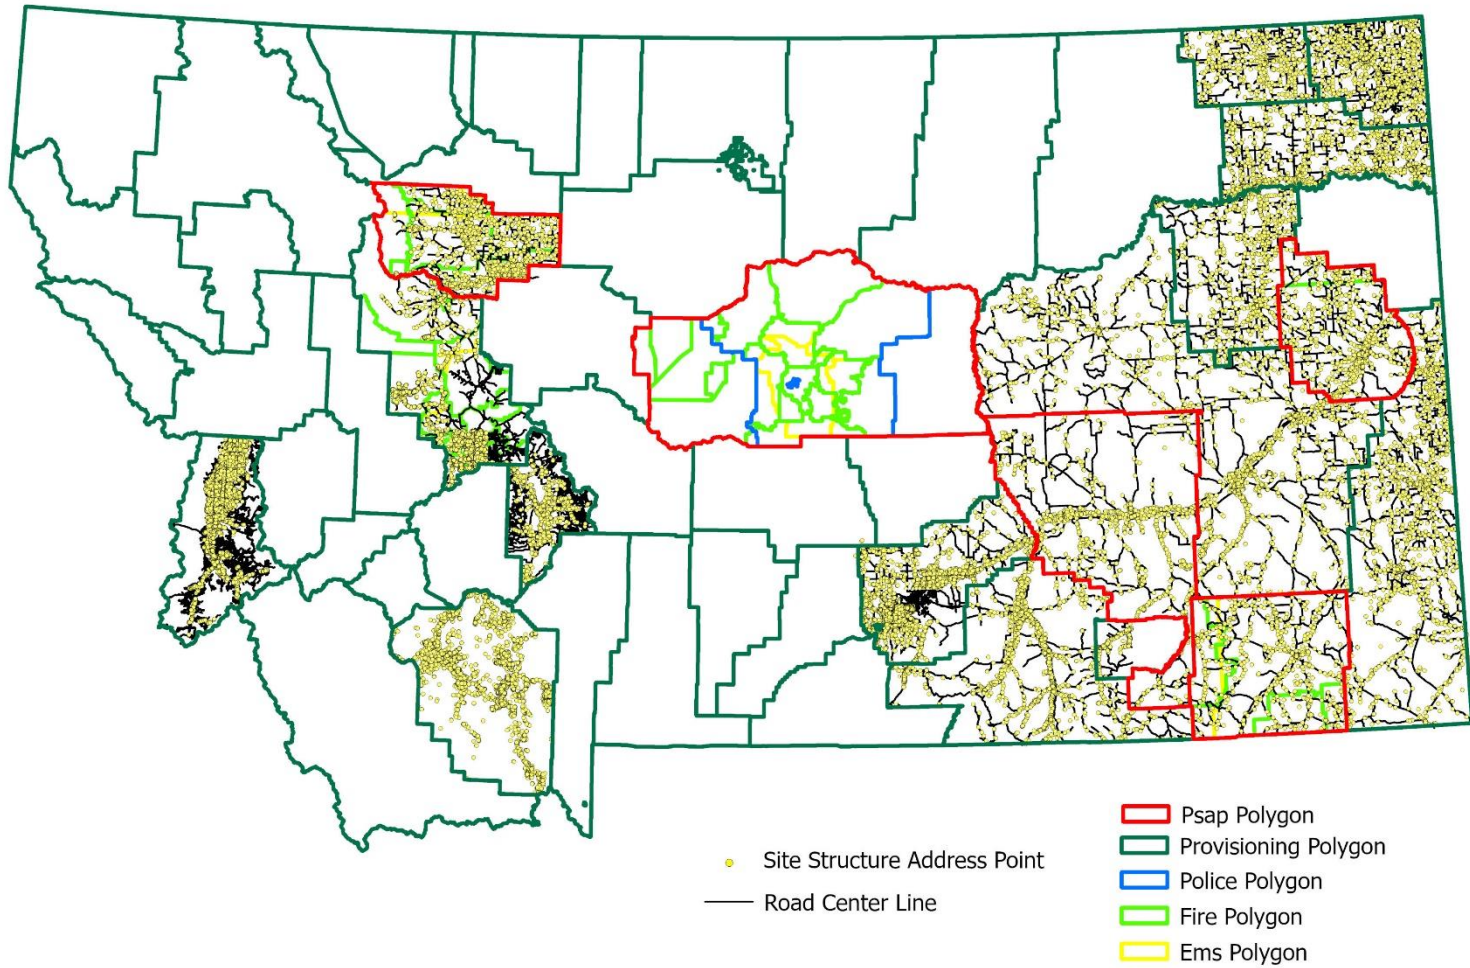 Site Structure Address Point
Road Center Line
Psap Polygon
Provisioning Polygon
Police Polygon
Fire Polygon
Ems Polygon